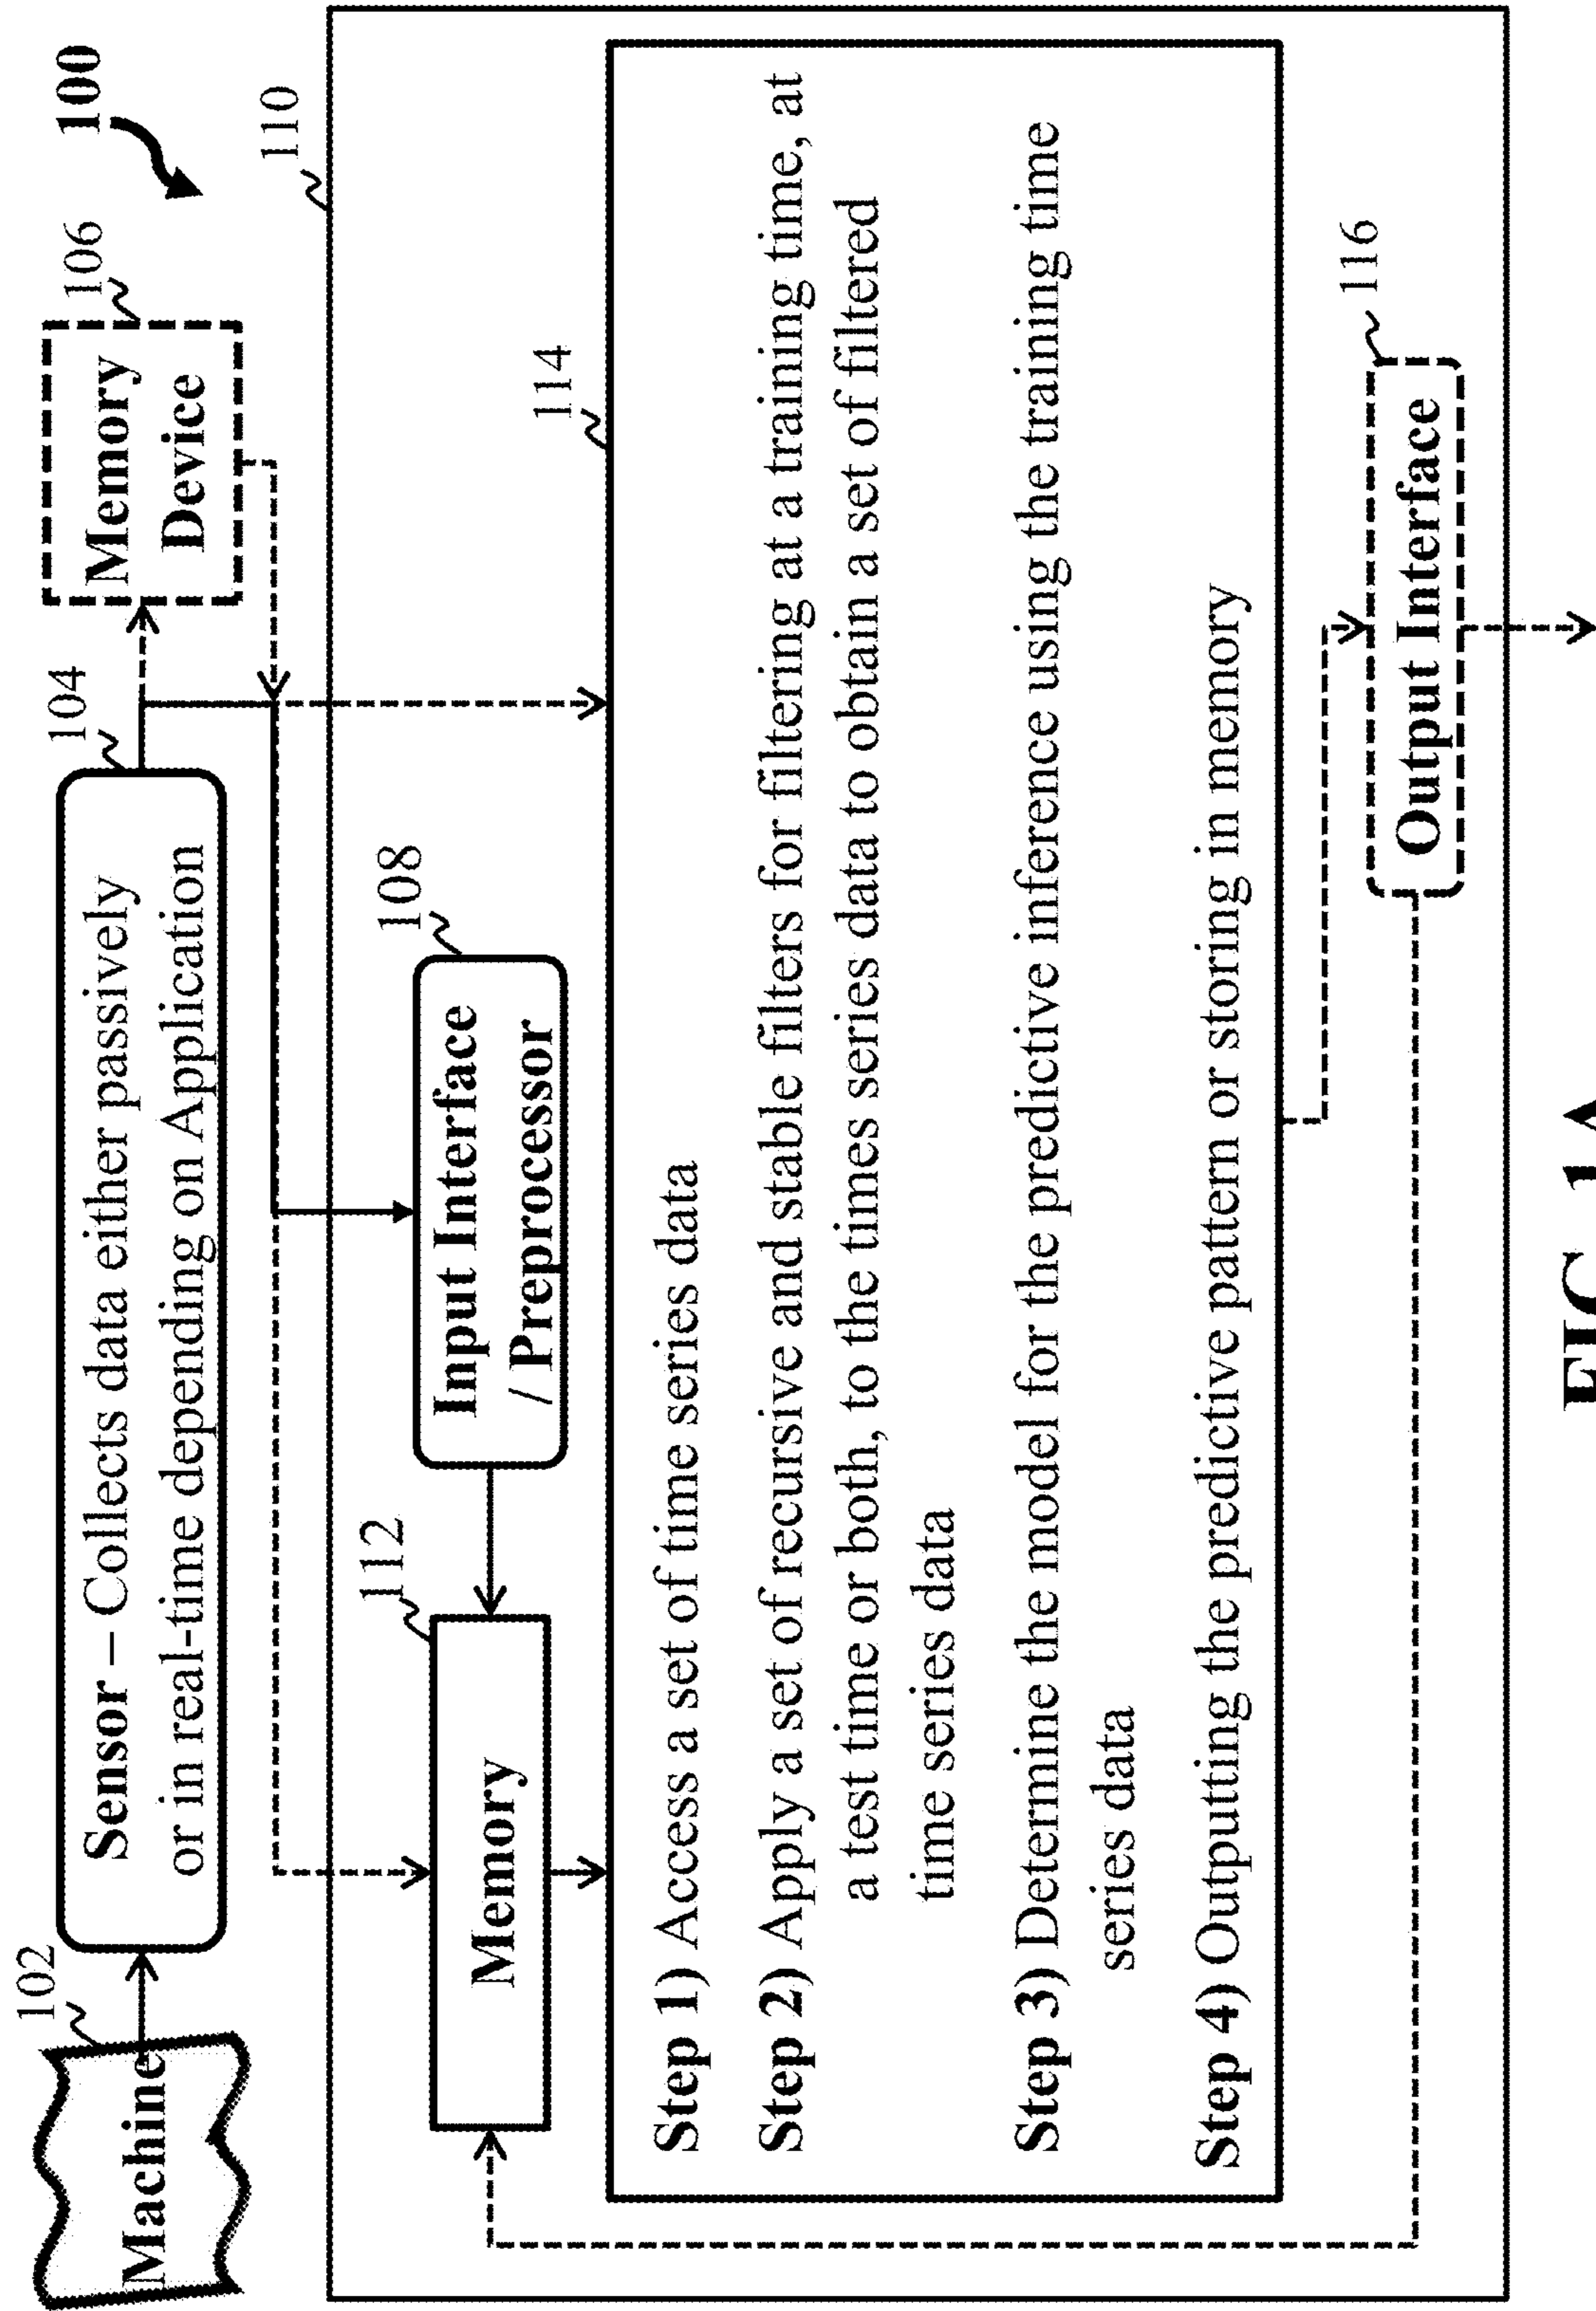 100
102
Machine
104
Sensor – Collects data either passively
or in real-time depending on Application
106
Memory
Device
110
108
Input Interface
/ Preprocessor
112
Memory
114
Step 1) Access a set of time series data
Step 2) Apply a set of recursive and stable filters for filtering at a training time, at
a test time or both, to the times series data to obtain a set of filtered
time series data
Step 3) Determine the model for the predictive inference using the training time
series data
Step 4) Outputing the predictive pattern or storing in memory
116
Output Interface
FIG 1A